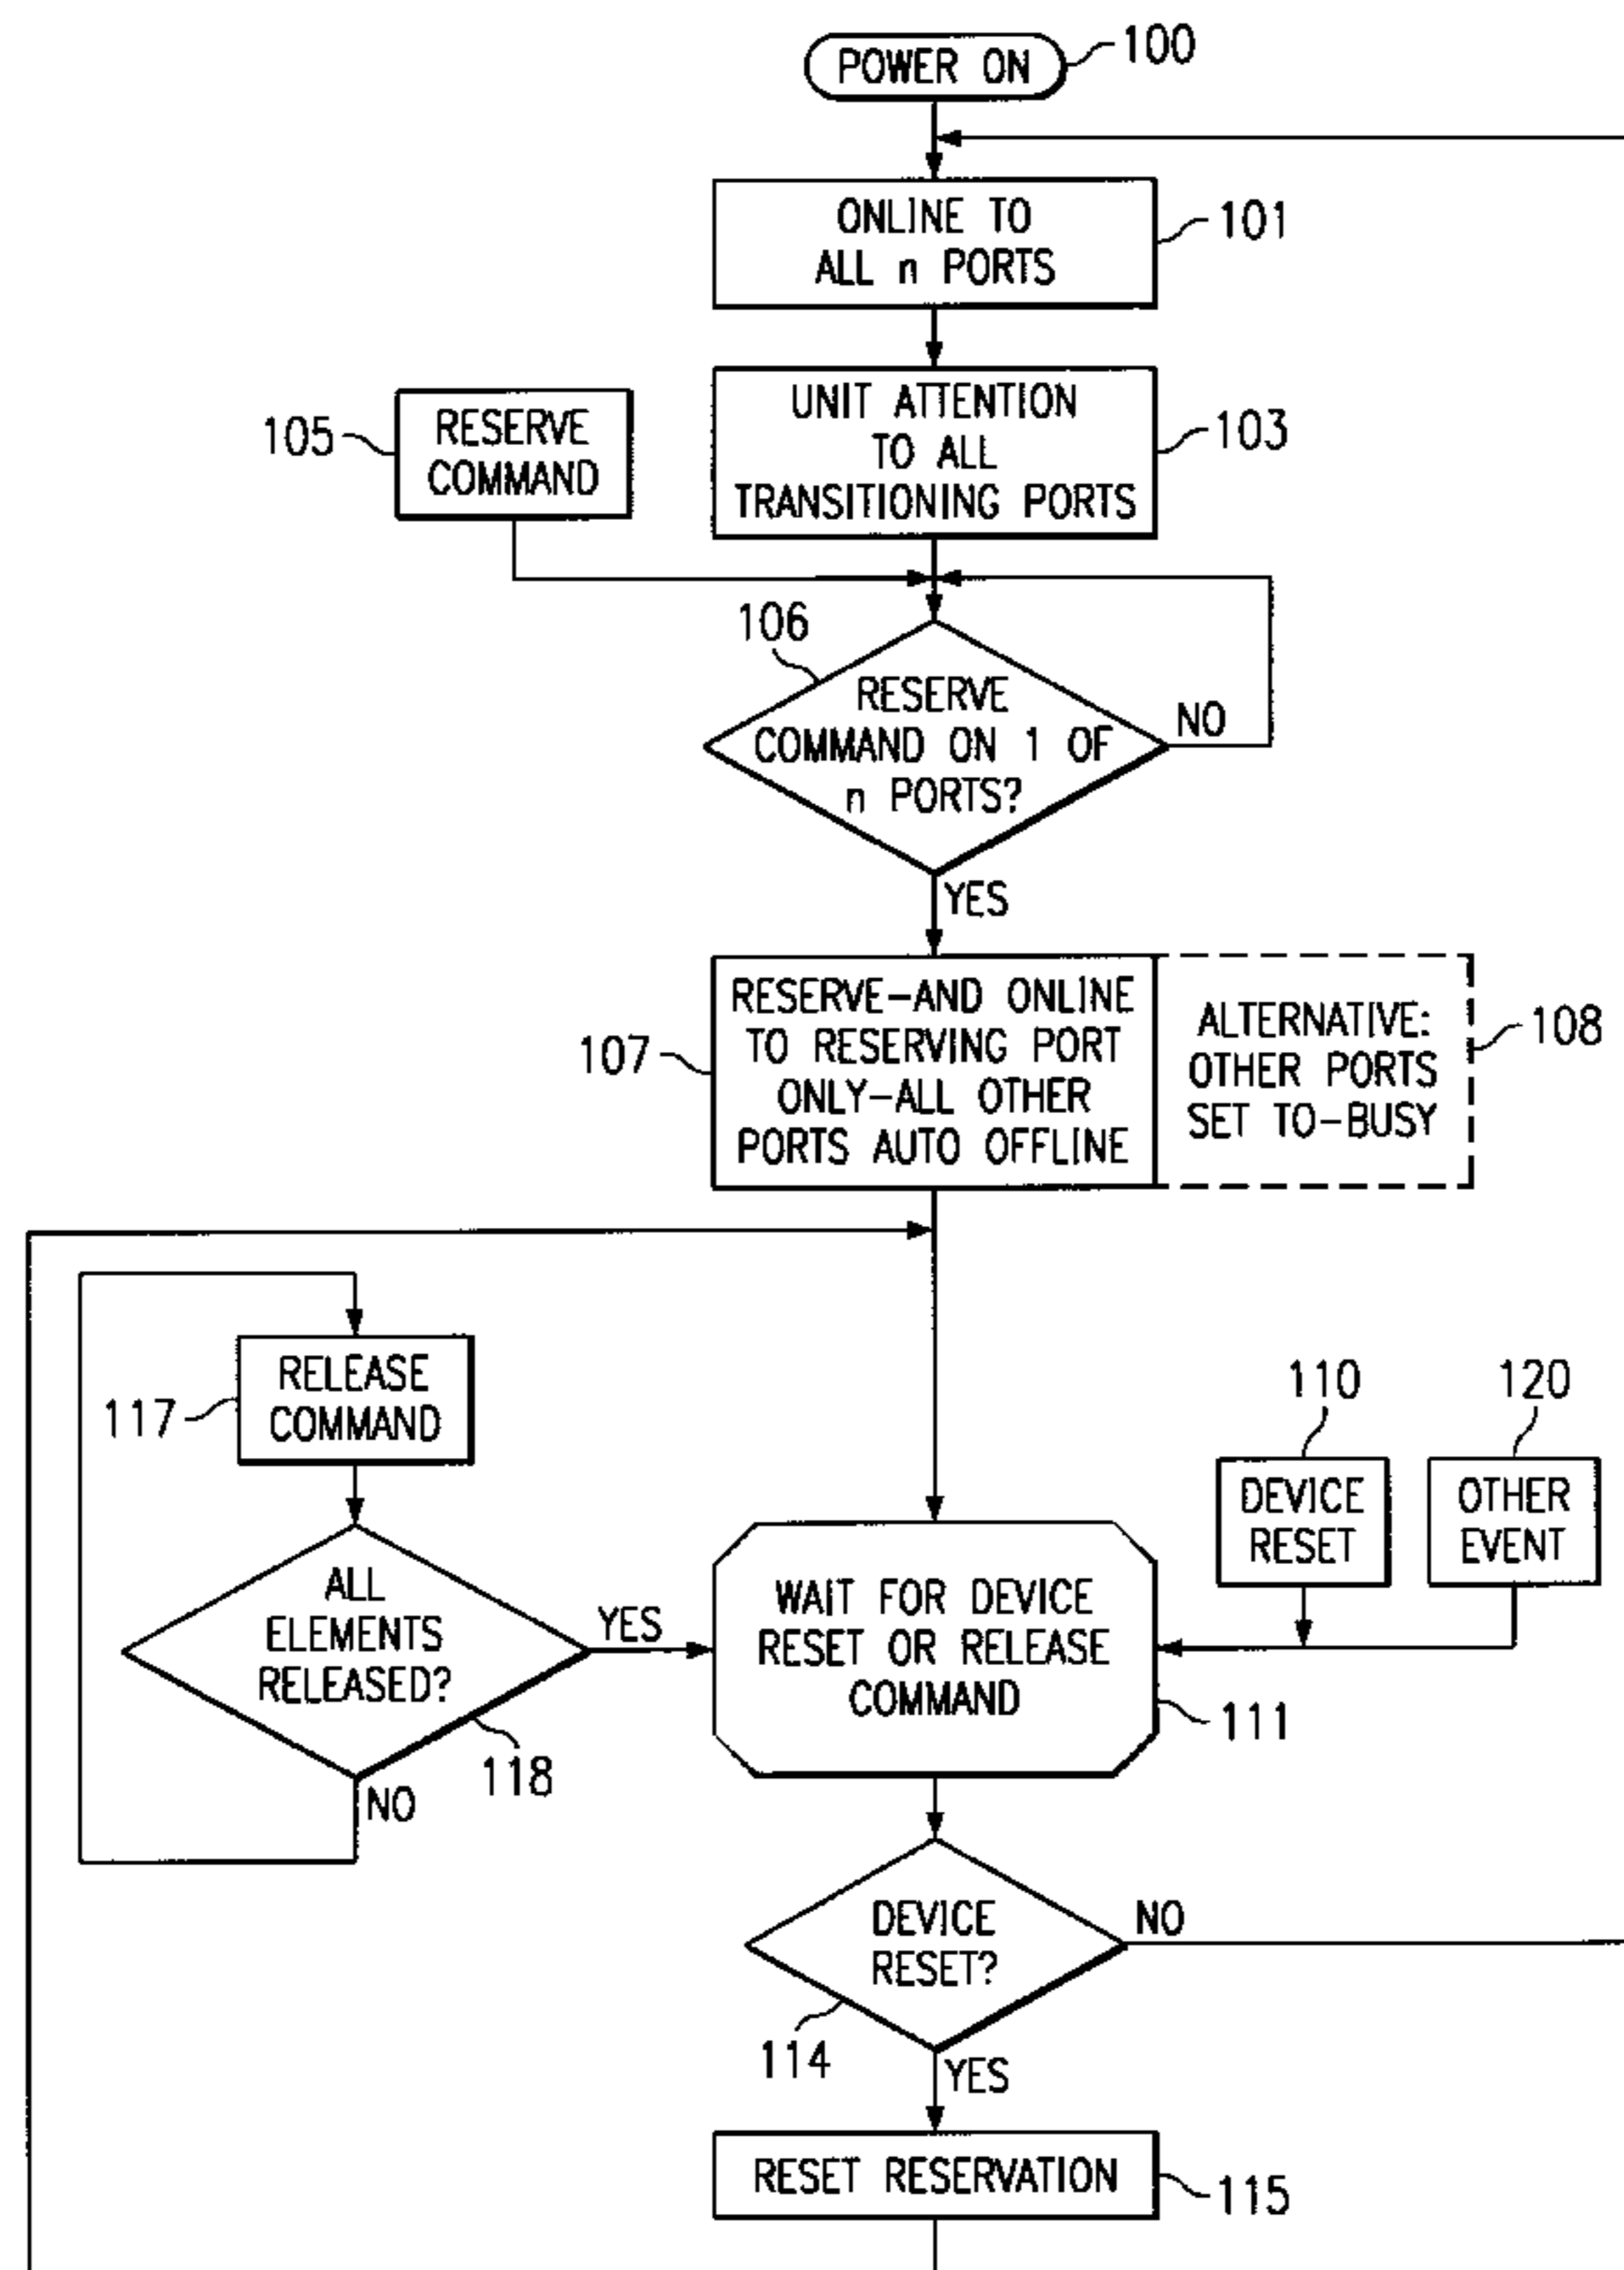 POWER ON
100
ONLINE TO
ALL n PORTS
101
UNIT ATTENTION
TO ALL
TRANSITIONING PORTS
103
RESERVE
COMMAND
105
106
RESERVE
COMMAND ON 1 OF
n PORTS?
NO
YES
RESERVE-AND ONLINE
TO RESERVING PORT
ONLY-ALL OTHER
PORTS AUTO OFFLINE
107
ALTERNATIVE:
OTHER PORTS
SET TO-BUSY
108
RELEASE
COMMAND
117
ALL
ELEMENTS
RELEASED?
YES
118
NO
110
DEVICE
RESET
120
OTHER
EVENT
WAIT FOR DEVICE
RESET OR RELEASE
COMMAND
111
DEVICE
RESET?
NO
114
YES
RESET RESERVATION
115